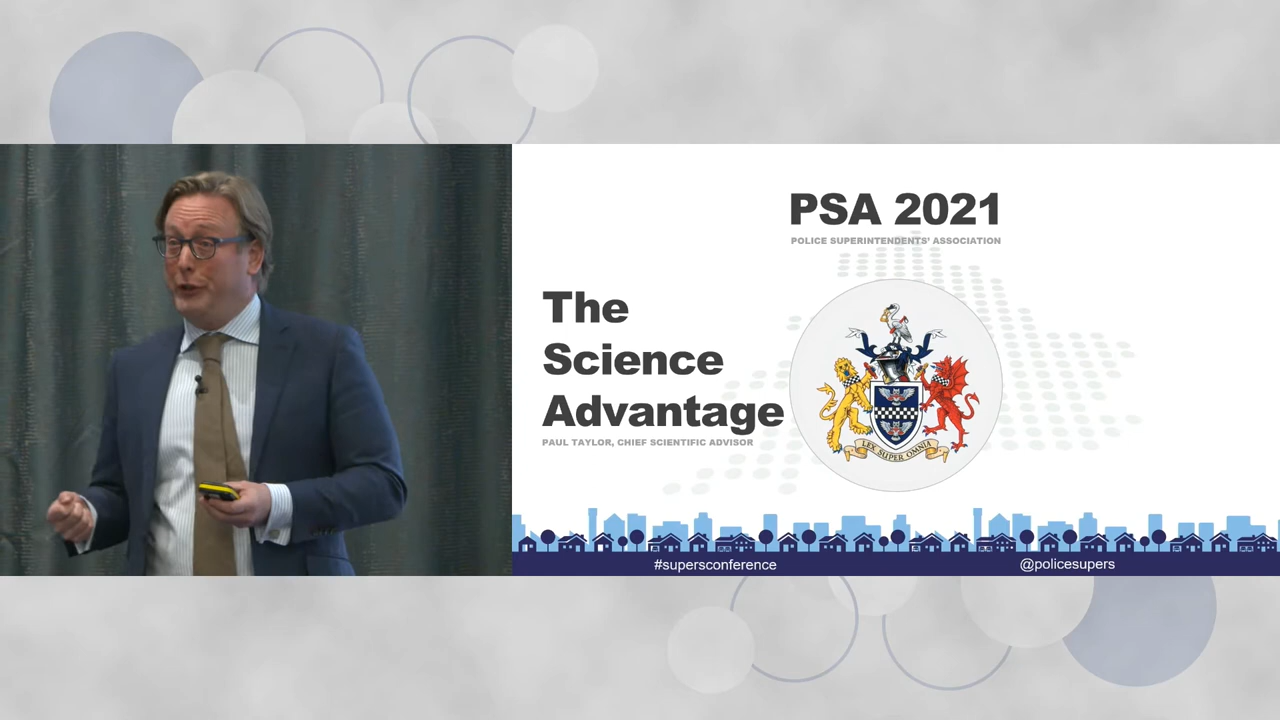 PSA 2021
POLICE SUPERINTENDENTS' ASSOCIATION
The
Science
Advantage
PAUL TAYLOR, CHIEF SCIENTIFIC ADVISOR
LEX SUPER OMNIA
#supersconference
@policesupers